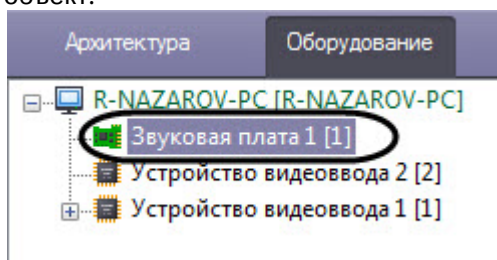 объект.
Архитектура Оборудование
R-NAZAROV-PC [R-NAZAROV-PC]
Звуковая плата 1 [1]
Устройство видеоввода 2 [2]
Устройство видеоввода 1 [1]